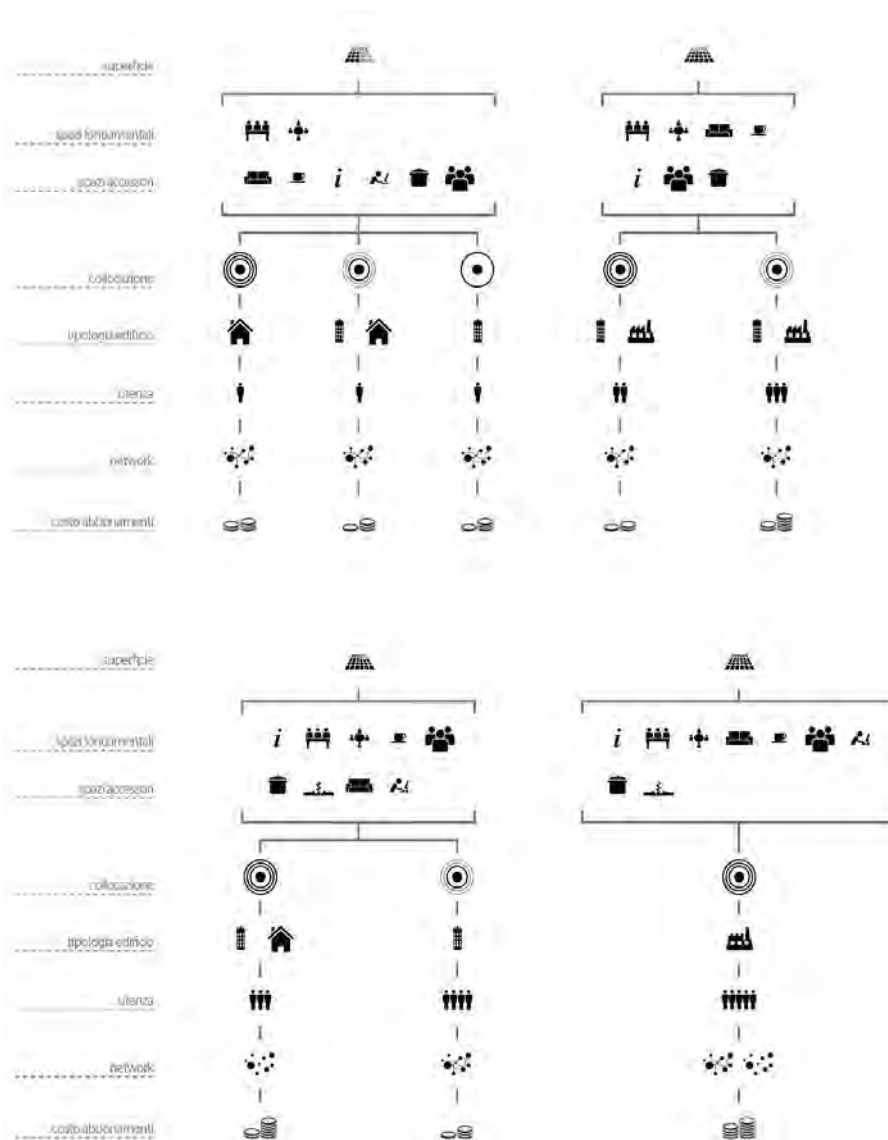 superficie
spazi fondamentali
i
spazi accessori
i
collocazione
tipologia edificio
utenza
network
costo abbonamenti
superficie
spazi fondamentali
i
i
spazi accessori
collocazione
tipologia edificio
utenza
network
costo abbonamenti